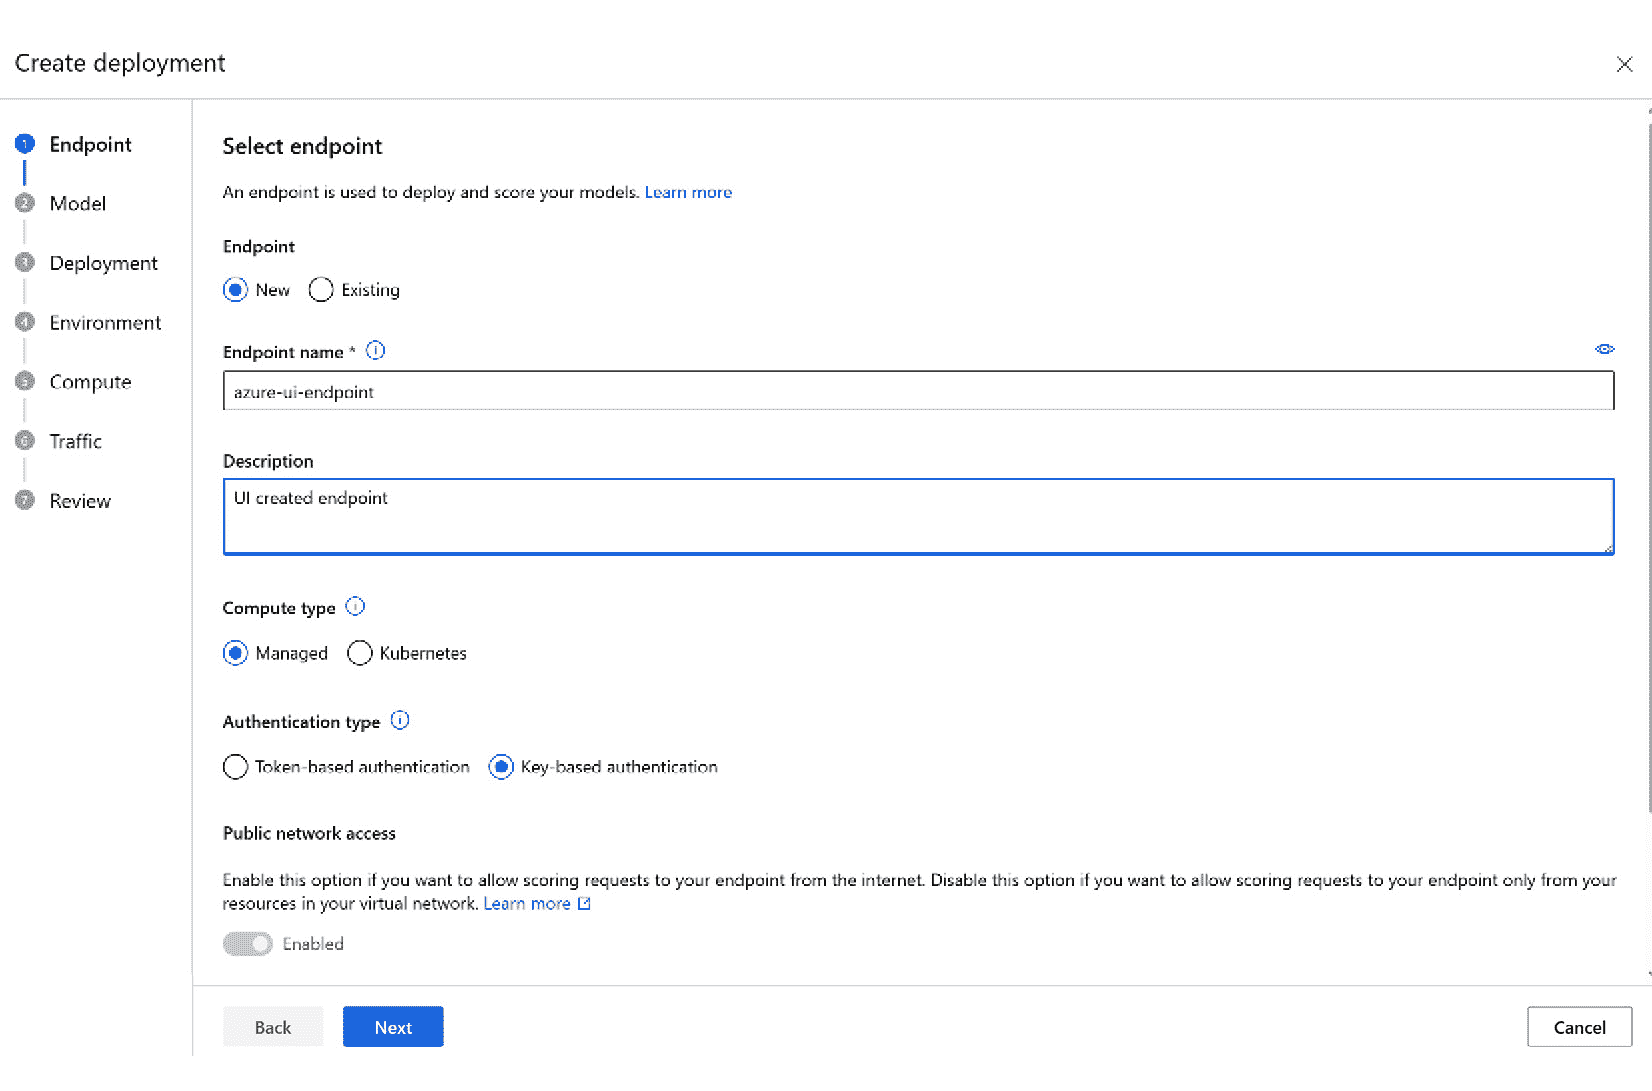 Create deployment
1 Endpoint
2 Model
3 Deployment
4 Environment
5 Compute
6 Traffic
7 Review
Select endpoint
An endpoint is used to deploy and score your models. Learn more
Endpoint
New Existing
Endpoint name *
azure-ui-endpoint
Description
UI created endpoint
Compute type
Managed Kubernetes
Authentication type
Token-based authentication Key-based authentication
Public network access
Enable this option if you want to allow scoring requests to your endpoint from the internet. Disable this option if you want to allow scoring requests to your endpoint only from your
resources in your virtual network. Learn more
Enabled
Back Next Cancel